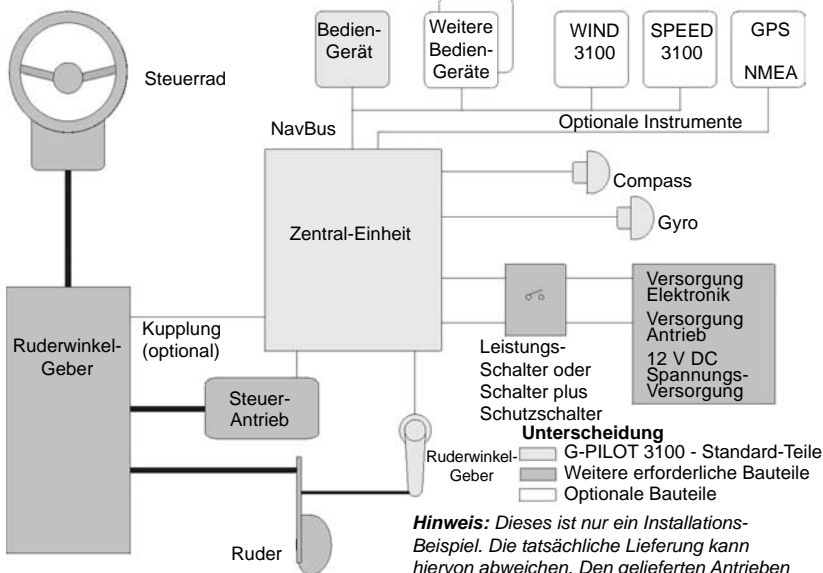 Bedien-
Gerät
Weitere
Bedien-
Geräte
WIND
3100
SPEED
3100
GPS
NMEA
Steuerrad
NavBus
Optionale Instrumente
Zentral-Einheit
Compass
Gyro
Ruderwinkel-
Geber
Kupplung
(optional)
Steuer-
Antrieb
Leistungs-
Schalter oder
Schalter plus
Schutzschalter
Versorgung
Elektronik
Versorgung
Antrieb
12 V DC
Spannungs-
Versorgung
Ruderwinkel-
Geber
Ruder
Unterscheidung
G-PILOT 3100 - Standard-Teile
Weitere erforderliche Bauteile
Optionale Bauteile
Hinweis: Dieses ist nur ein Installations-
Beispiel. Die tatsächliche Lieferung kann
hiervon abweichen. Den gelieferten Antrieben